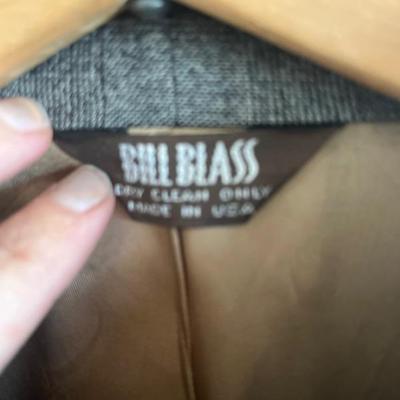 BILL BLASS
DRY CLEAN ONLY
MADE IN USA